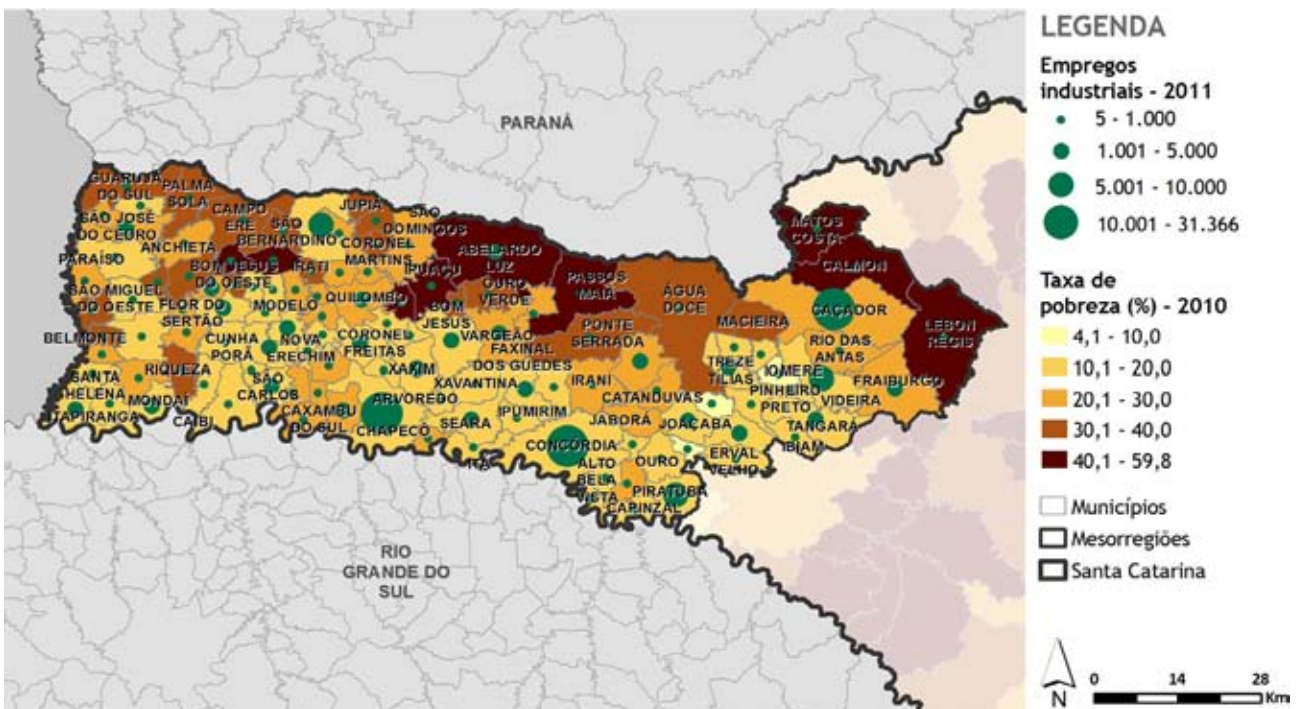 LEGENDA
Empregos
industriais - 2011
5 - 1.000
1.001 - 5.000
5.001 - 10.000
10.001 - 31.366
Taxa de
pobreza (%) - 2010
4,1 - 10,0
10,1 - 20,0
20,1 - 30,0
30,1 - 40,0
40,1 - 59,8
Municípios
Mesorregiões
Santa Catarina
N
0 14 28
Km
PARANÁ
GUARUJÁ
DO SUL
PALMA
SOLA
SÃO JOSÉ
DO CEDRO
CAMPO
ERE
SÃO
BERNARDINO
JUPIÁ
SÃO
DOMINGOS
ANCHIETA
CORONEL
MARTINS
PARAÍSO
BOM JESUS
DO OESTE
IRATI
IPUAÇU
ABELARDO
LUZ
OURO
VERDE
PASSOS
MAIA
ÁGUA
DOCE
MATOS
COSTA
CALMON
CAÇADOR
LEBON
RÉGIS
MACIEIRA
SÃO MIGUEL
DO OESTE
FLOR DO
SERTÃO
MODELO
QUILOMBO
BOM
JESUS
VARGEÃO
PONTE
SERRADA
RIO DAS
ANTAS
BELMONTE
CUNHA
PORÃ
NOVA
ERECHIM
CORONEL
FREITAS
FAXINAL
DOS GUEDES
TREZE
TÍLIAS
IOMERÊ
PINHEIRO
PRETO
FRAIBURGO
VIDEIRA
SANTA
HELENA
RIQUEZA
SÃO
CARLOS
XAXIM
XAVANTINA
IRANI
CATANDUVAS
ITAPIRANGA
MONDAÍ
CAIBI
CAXAMBU
DO SUL
CHAPECÓ
ARVOREDO
SEARA
IPUMIRIM
JABORÁ
JOAÇABA
TANGARÁ
IBIAM
ITÁ
CONCÓRDIA
ALTO
BELA
VISTA
OURO
ERVAL
VELHO
PIRATUBA
CAPINZAL
RIO
GRANDE DO
SUL